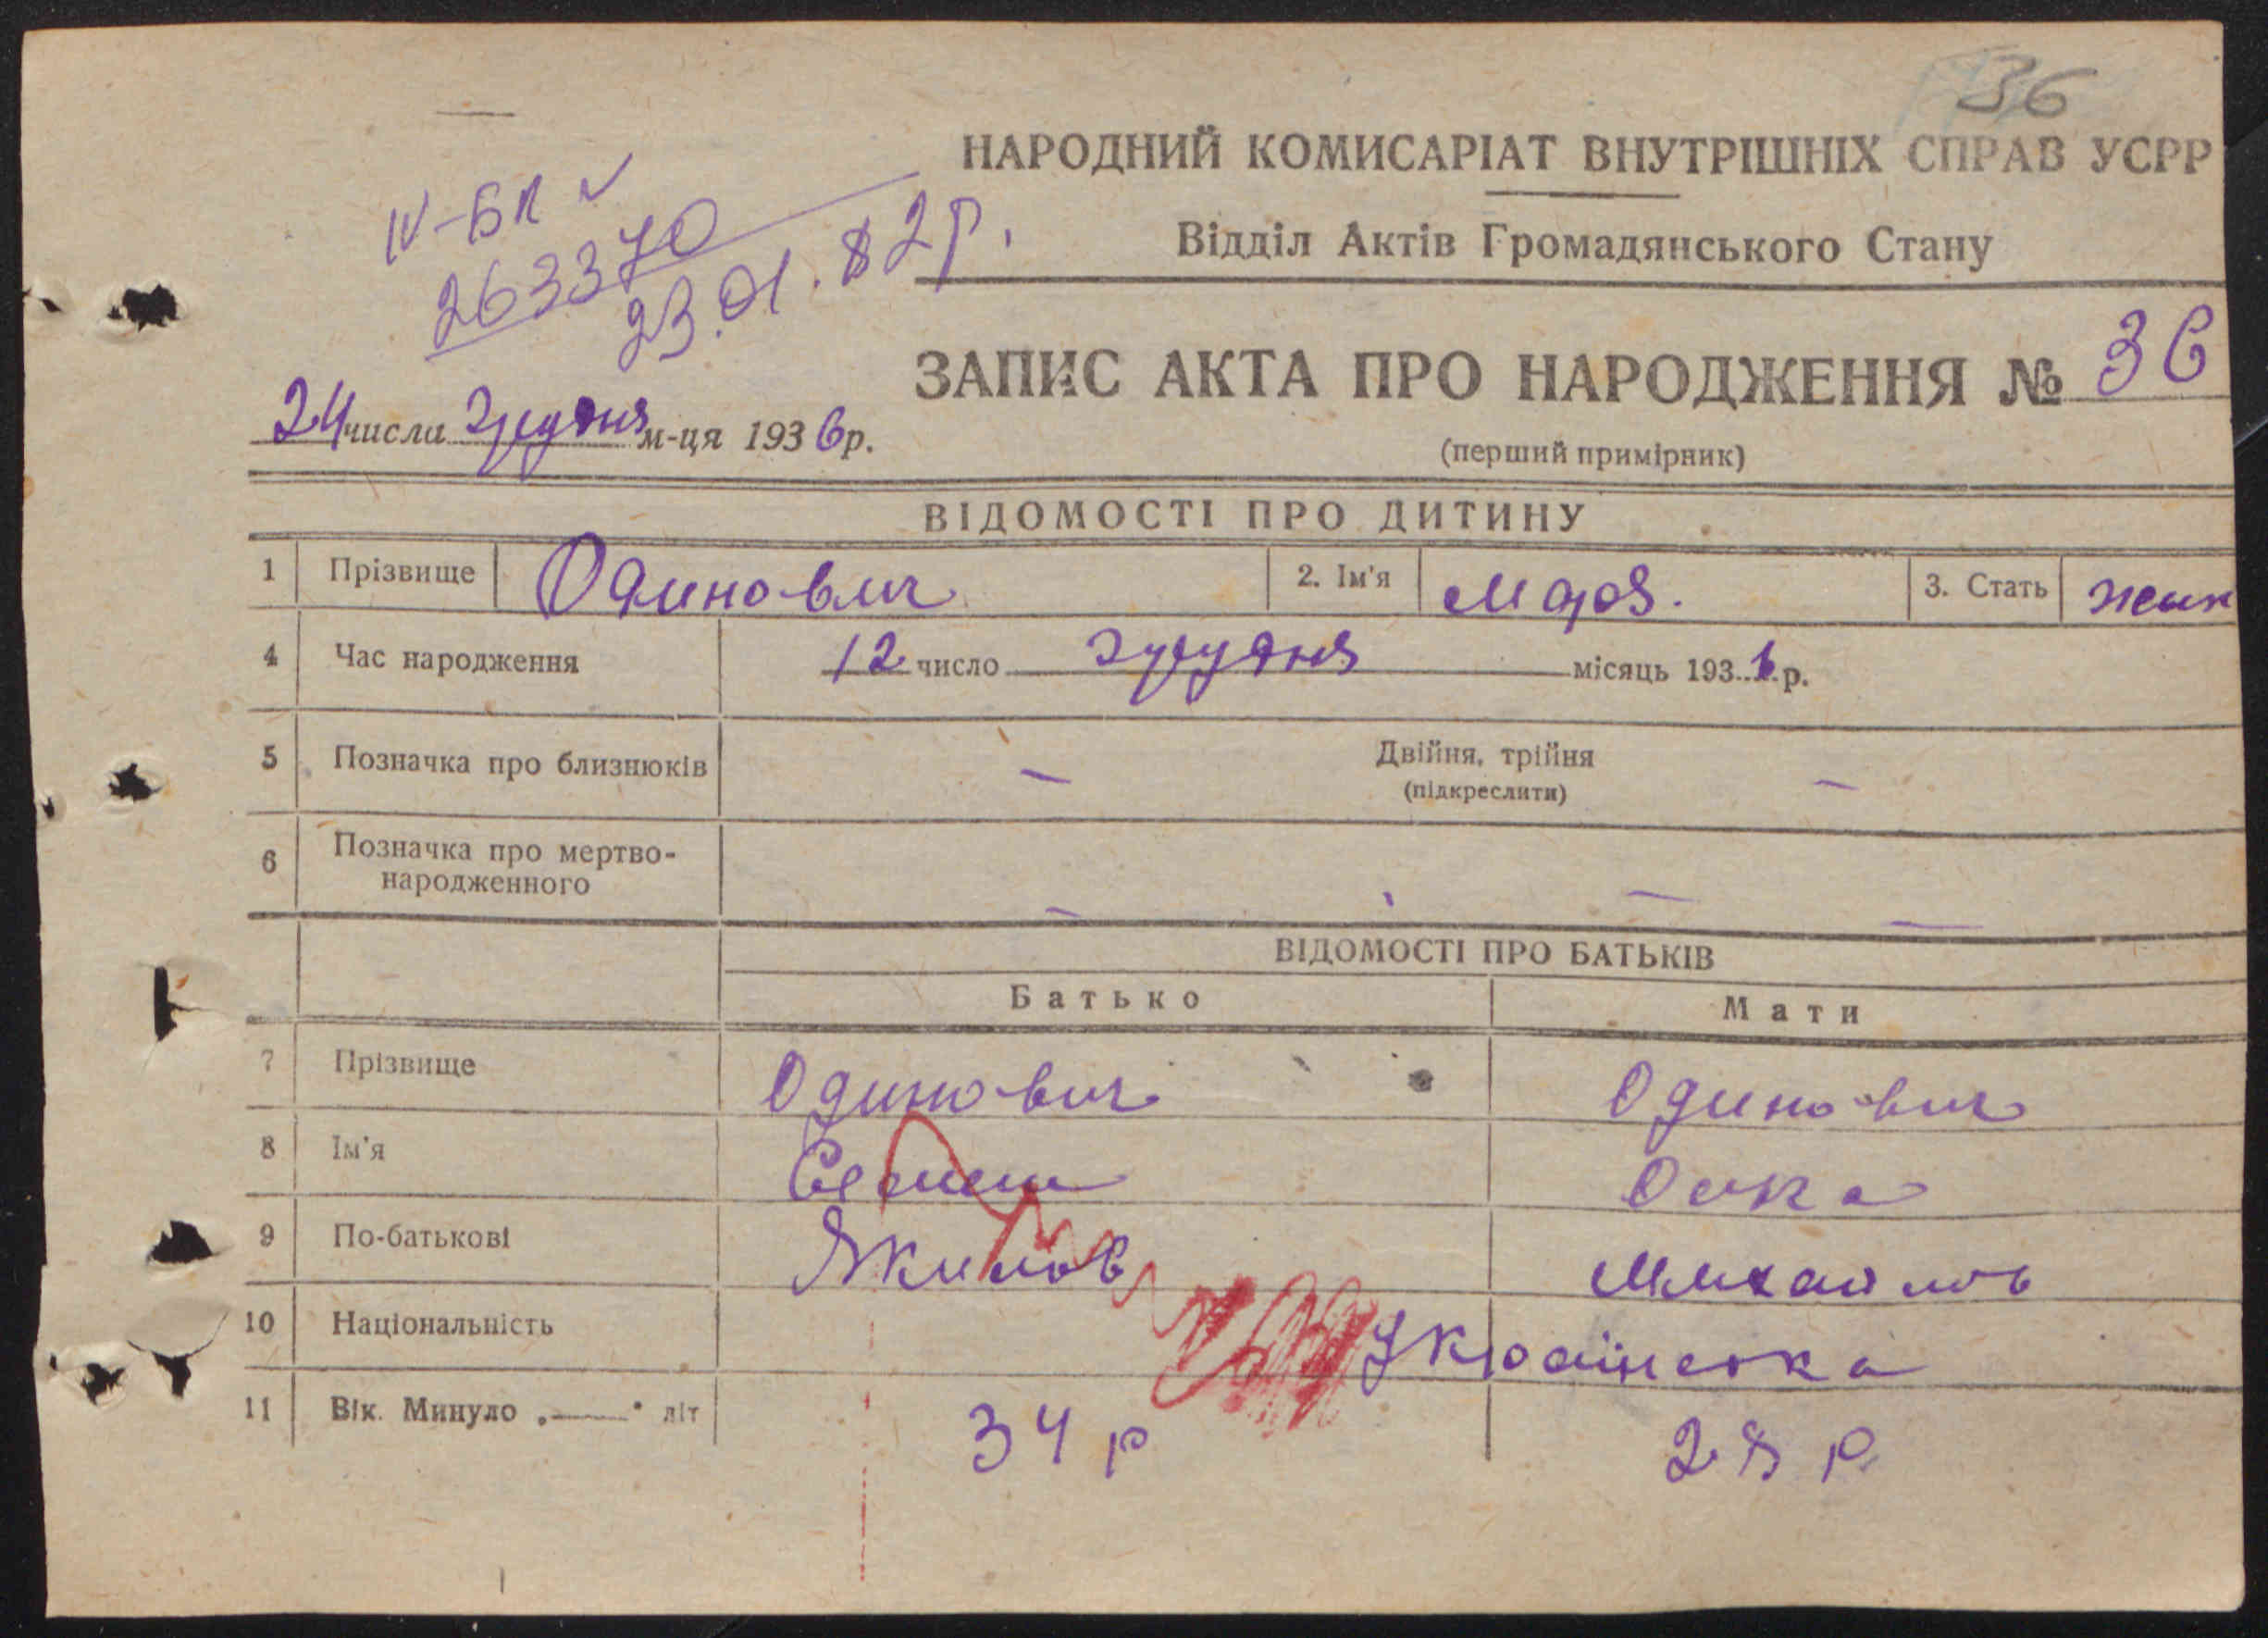 36
НАРОДНИЙ КОМИСАРІАТ ВНУТРІШНІХ СПРАВ УСРР
Відділ Актів Громадянського Стану
IV-БК
263370
23.01.82р.
ЗАПИС АКТА ПРО НАРОДЖЕННЯ № 36
24 числа грудня м-ця 1936 р.
(перший примірник)
ВІДОМОСТІ ПРО ДИТИНУ
1 Прізвище Одинович 2. Ім'я Марія. 3. Стать жін
4 Час народження 12 число грудня місяць 1936 р.
5 Позначка про близнюків — Двійня, трійня —
(підкреслити)
6 Позначка про мертво-
народженного — — —
ВІДОМОСТІ ПРО БАТЬКІВ
Батько Мати
7 Прізвище Одинович Одинович
8 Ім'я Семен
9 По-батькові Якимов Михайлов
10 Національність Українська
11 Вік. Минуло „—“ літ 34 р 28 р